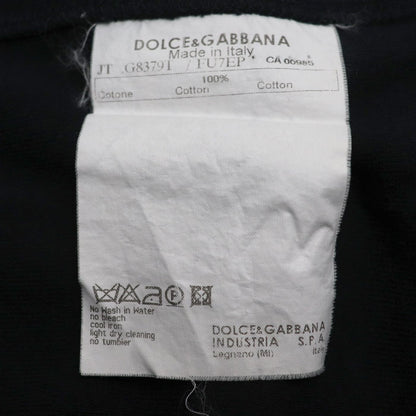 DOLCE&GABBANA
Made in Italy
JT .G8379T / FU7EP * CA 00985
100%
Cotone Cotton Cotton
No Wash in Water
no bleach
cool iron
light dry cleaning
no tumbler
DOLCE&GABBANA
INDUSTRIA S.P.A.
Legnano (MI) Italy